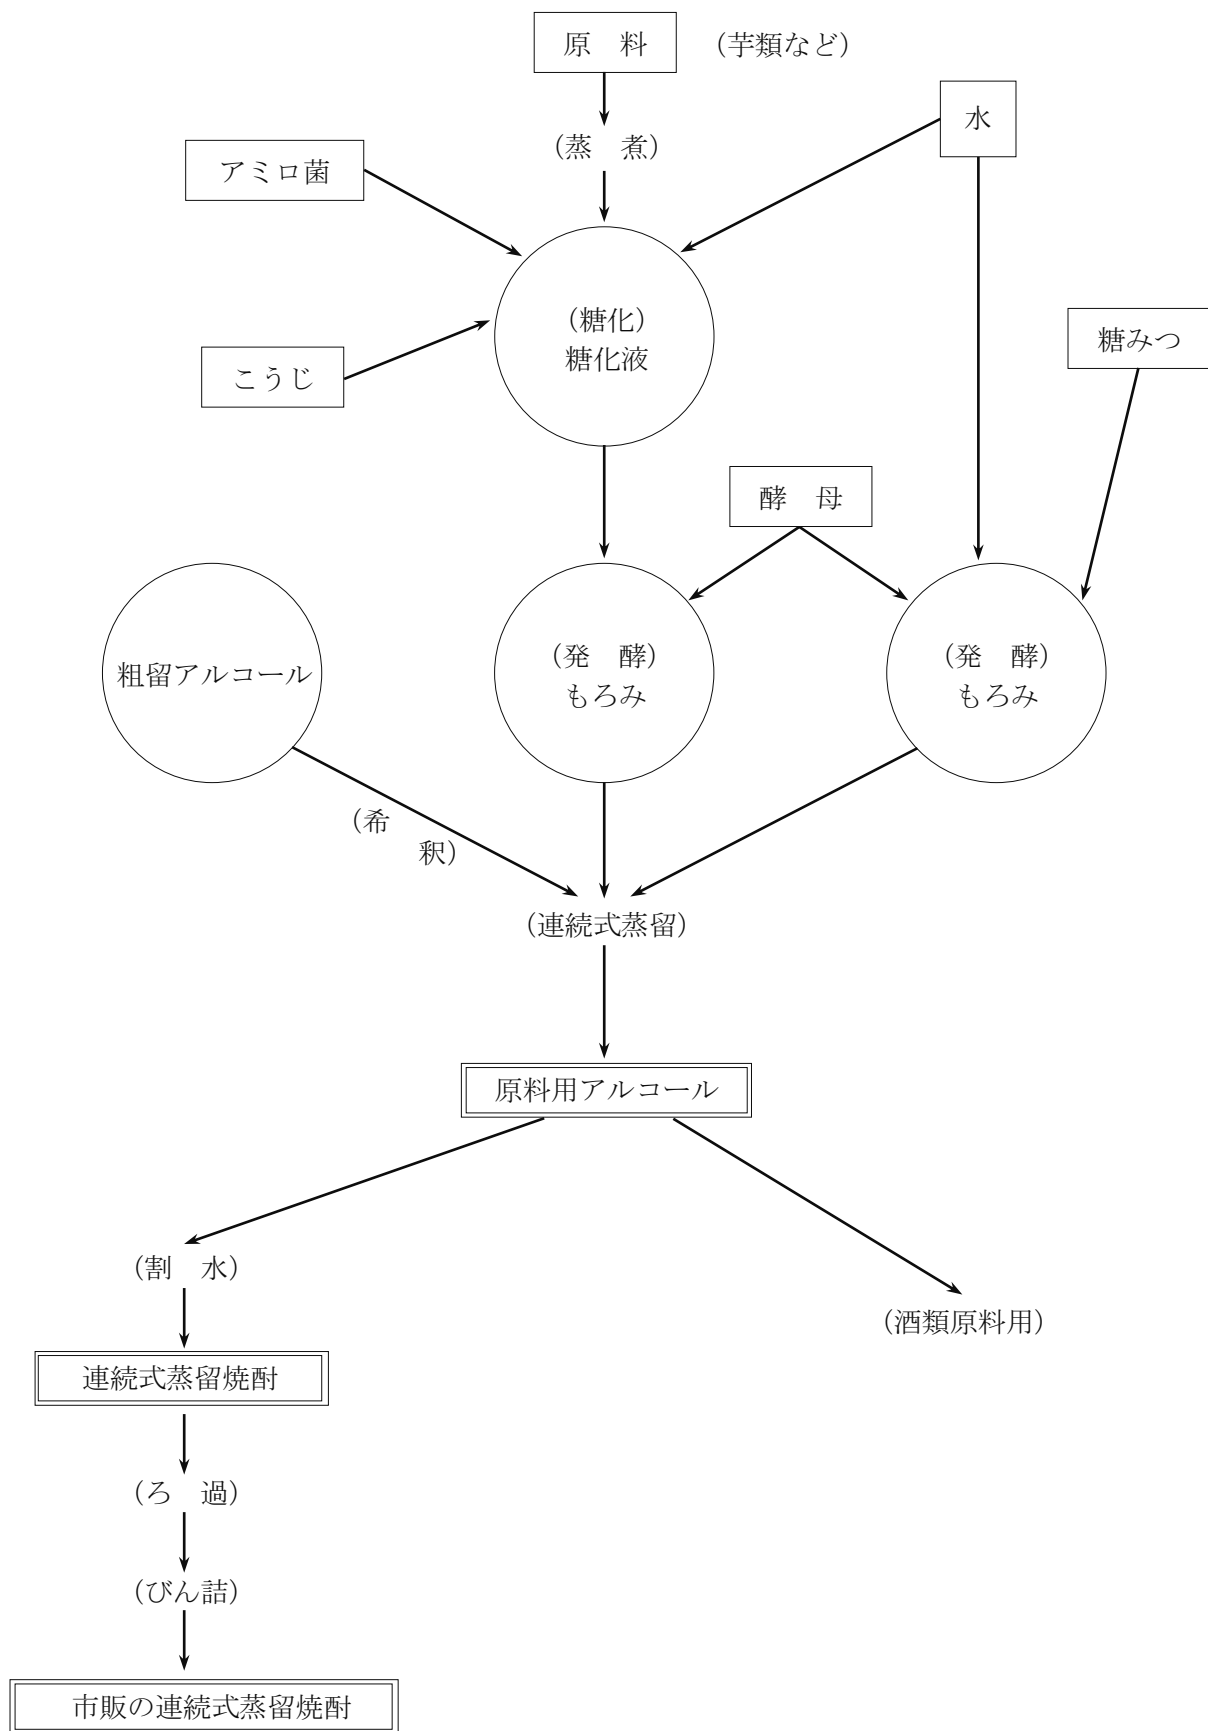 原　料
（芋類など）
水
（蒸　煮）
アミロ菌
（糖化）
糖化液
糖みつ
こうじ
酵　母
（発　酵）
もろみ
（発　酵）
もろみ
粗留アルコール
（希
釈）
（連続式蒸留）
原料用アルコール
（割　水）
（酒類原料用）
連続式蒸留焼酎
（ろ　過）
（びん詰）
市販の連続式蒸留焼酎